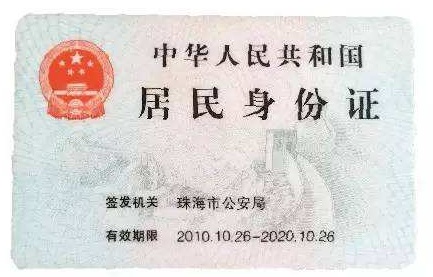 中华人民共和国
居民身份证
签发机关 珠海市公安局
有效期限 2010.10.26-2020.10.26